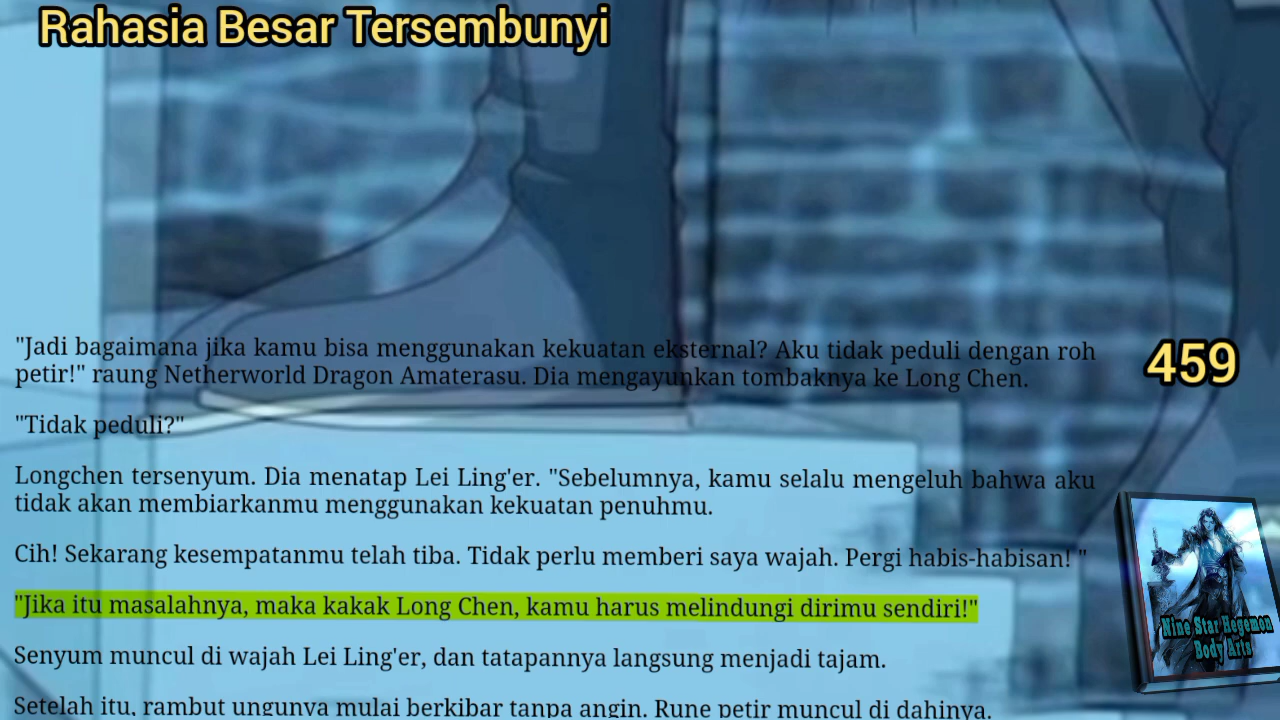 Rahasia Besar Tersembunyi
"Jadi bagaimana jika kamu bisa menggunakan kekuatan eksternal? Aku tidak peduli dengan roh
petir!" raung Netherworld Dragon Amaterasu. Dia mengayunkan tombaknya ke Long Chen.
459
"Tidak peduli?"
Longchen tersenyum. Dia menatap Lei Ling'er. "Sebelumnya, kamu selalu mengeluh bahwa aku
tidak akan membiarkanmu menggunakan kekuatan penuhmu.
Cih! Sekarang kesempatanmu telah tiba. Tidak perlu memberi saya wajah. Pergi habis-habisan! "
"Jika itu masalahnya, maka kakak Long Chen, kamu harus melindungi dirimu sendiri!"
Nine Star Hegemon
Body Arts
Senyum muncul di wajah Lei Ling'er, dan tatapannya langsung menjadi tajam.
Setelah itu, rambut ungunya mulai berkibar tanpa angin. Rune petir muncul di dahinya.